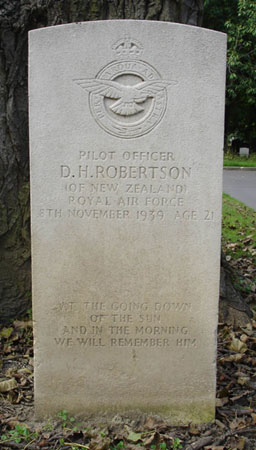 PILOT OFFICER
D.H.ROBERTSON
(OF NEW ZEALAND)
ROYAL AIR FORCE
8TH NOVEMBER 1939 AGE 21
AT THE GOING DOWN
OF THE SUN
AND IN THE MORNING
WE WILL REMEMBER HIM